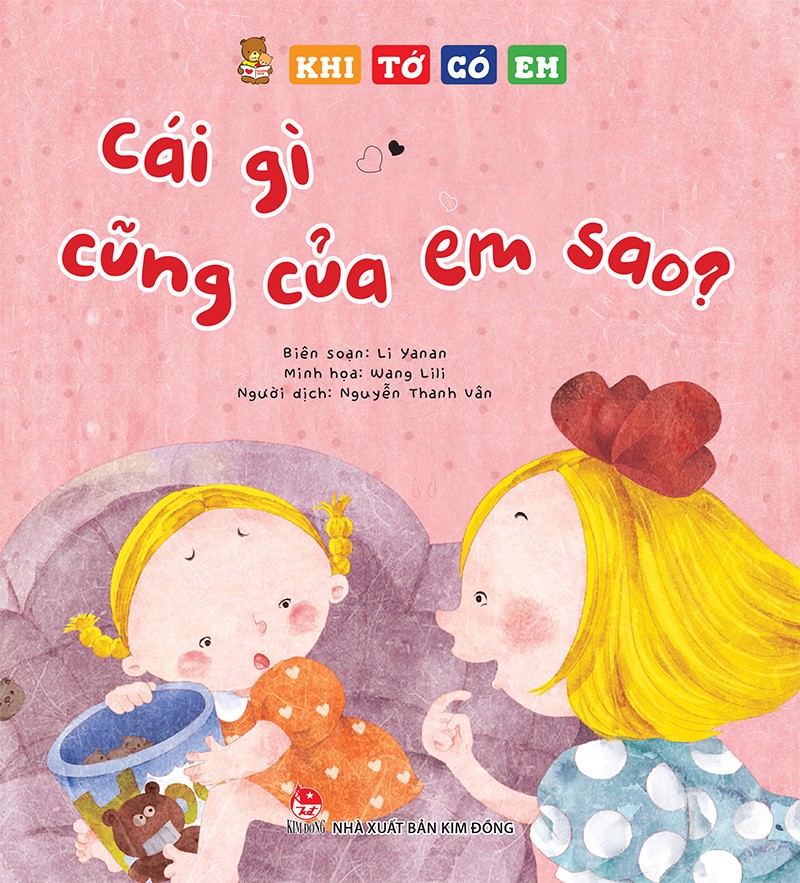 KHI TỚ CÓ EM
Cái gì
cũng của em sao?
Biên soạn: Li Yanan
Minh họa: Wang Lili
Người dịch: Nguyễn Thanh Vân
KIM ĐỒNG
NHÀ XUẤT BẢN KIM ĐỒNG